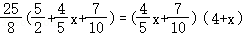 25/8 (5/2 + 4/5 x + 7/10) = (4/5 x + 7/10) (4+x)